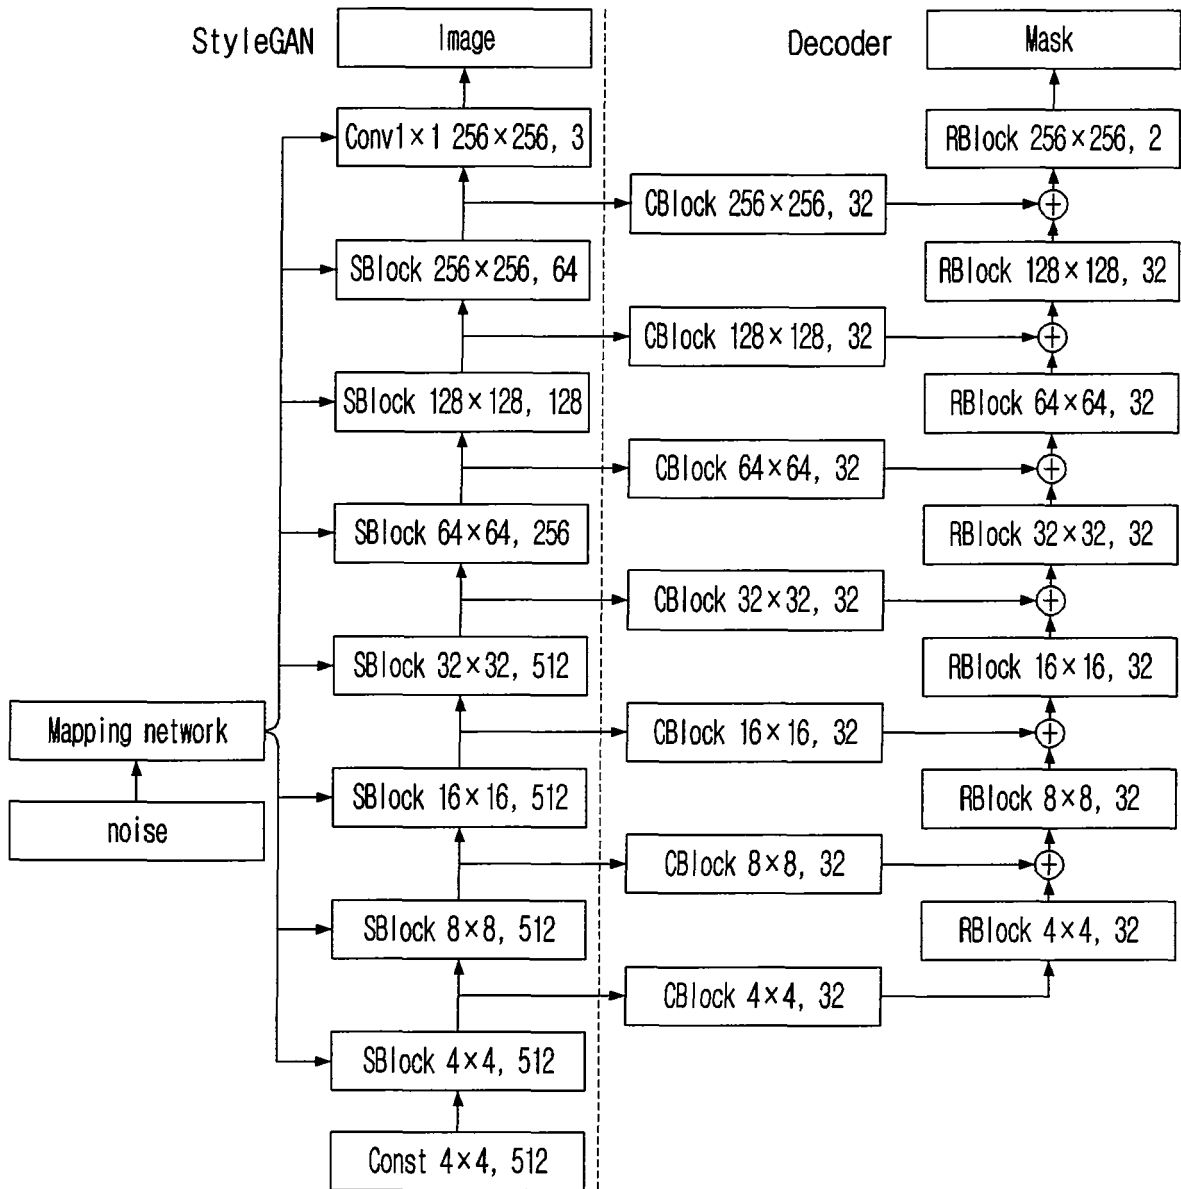 StyleGAN
Image
Decoder
Mask
Conv1×1 256×256, 3
RBlock 256×256, 2
CBlock 256×256, 32
SBlock 256×256, 64
RBlock 128×128, 32
CBlock 128×128, 32
SBlock 128×128, 128
RBlock 64×64, 32
CBlock 64×64, 32
SBlock 64×64, 256
RBlock 32×32, 32
CBlock 32×32, 32
SBlock 32×32, 512
RBlock 16×16, 32
Mapping network
CBlock 16×16, 32
SBlock 16×16, 512
RBlock 8×8, 32
noise
CBlock 8×8, 32
SBlock 8×8, 512
RBlock 4×4, 32
CBlock 4×4, 32
SBlock 4×4, 512
Const 4×4, 512